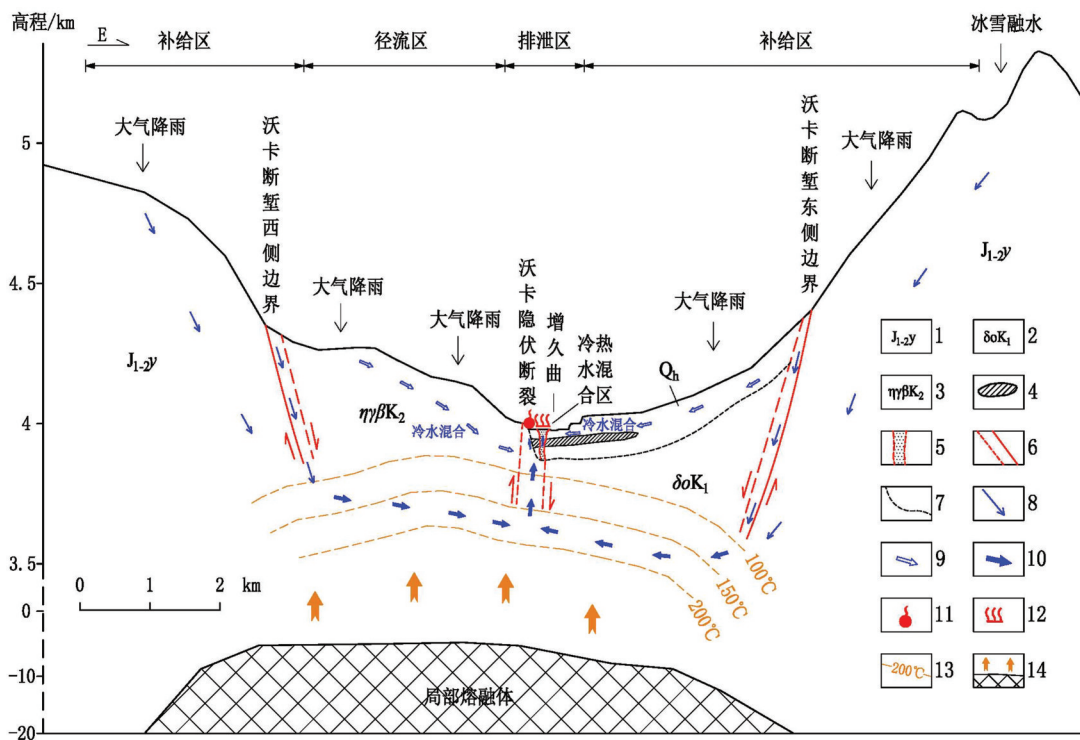 高程/km
E
补给区
径流区
排泄区
补给区
冰雪融水
5
4.5
4
3.5
0
-10
-20
大气降雨
沃卡断堑西侧边界
大气降雨
大气降雨
沃卡隐伏断裂
增久曲
冷热水混合区
大气降雨
沃卡断堑东侧边界
大气降雨
J₁₋₂y
J₁₋₂y
ηγβK₂
冷水混合
冷水混合
Qₕ
δoK₁
100℃
150℃
200℃
0 1 2 km
局部熔融体
J₁₋₂y 1
δoK₁ 2
ηγβK₂ 3
4
5
6
7
8
9
10
11
12
200℃ 13
14